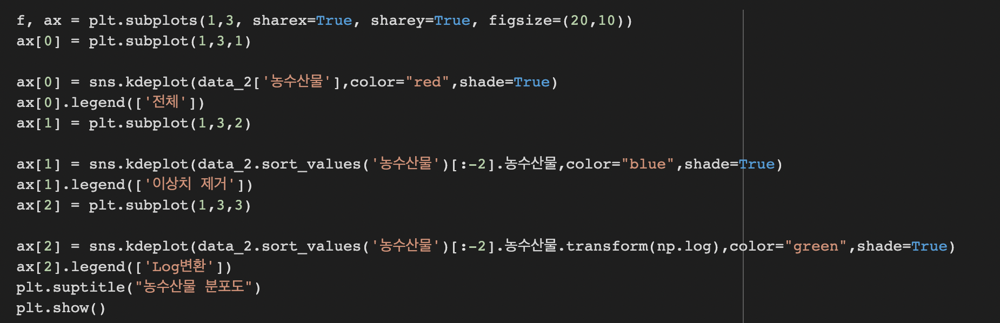 f, ax = plt.subplots(1,3, sharex=True, sharey=True, figsize=(20,10))
ax[0] = plt.subplot(1,3,1)
ax[0] = sns.kdeplot(data_2['농수산물'],color="red",shade=True)
ax[0].legend(['전체'])
ax[1] = plt.subplot(1,3,2)
ax[1] = sns.kdeplot(data_2.sort_values('농수산물')[:-2].농수산물,color="blue",shade=True)
ax[1].legend(['이상치 제거'])
ax[2] = plt.subplot(1,3,3)
ax[2] = sns.kdeplot(data_2.sort_values('농수산물')[:-2].농수산물.transform(np.log),color="green",shade=True)
ax[2].legend(['Log변환'])
plt.suptitle("농수산물 분포도")
plt.show()